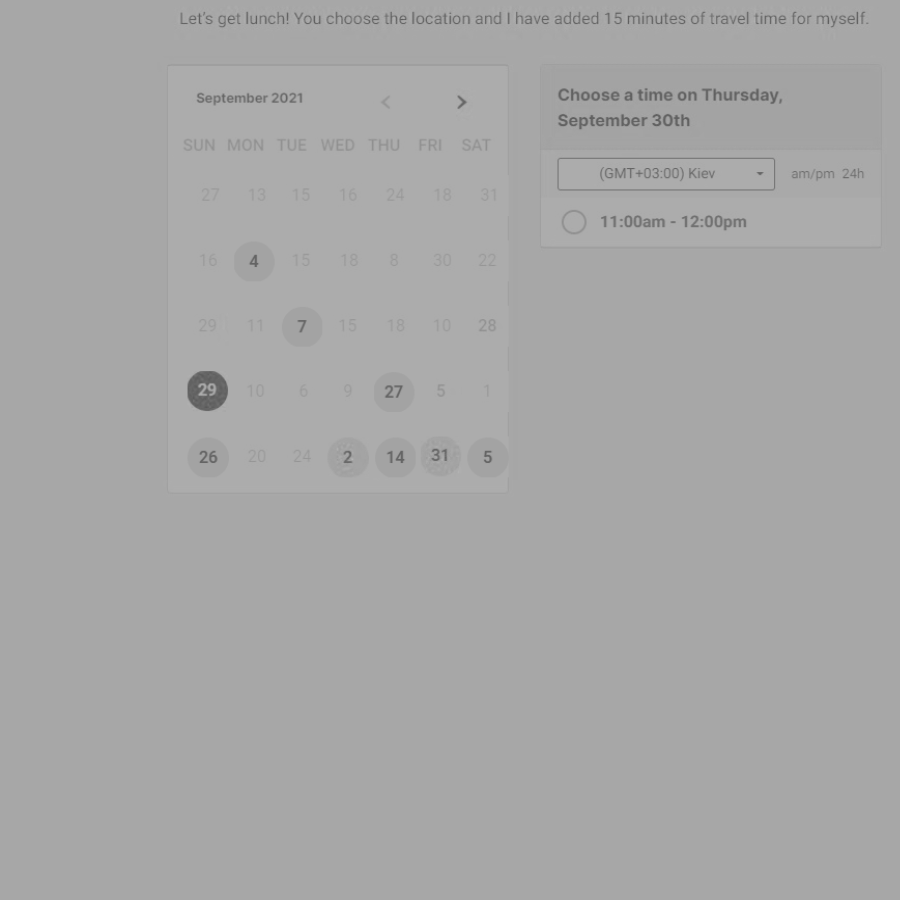 Let's get lunch! You choose the location and I have added 15 minutes of travel time for myself.
September 2021
SUN MON TUE WED THU FRI SAT
27 13 15 16 24 18 31
16 4 15 18 8 30 22
29 11 7 15 18 10 28
29 10 6 9 27 5 1
26 20 24 2 14 31 5
Choose a time on Thursday,
September 30th
(GMT+03:00) Kiev am/pm 24h
11:00am - 12:00pm